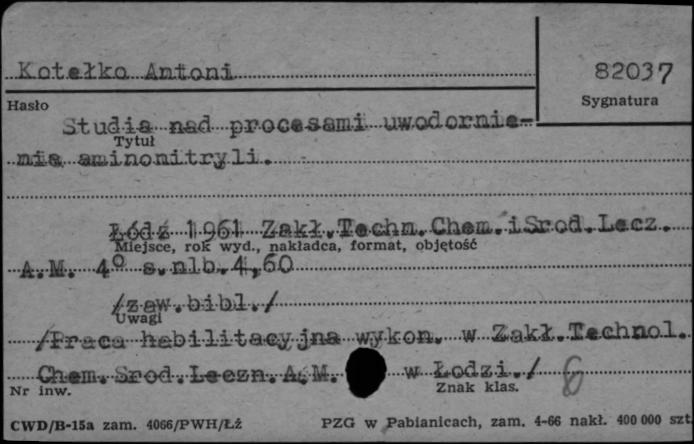 Kotełko Antoni
82037
Hasło
Sygnatura
Studia nad procesami uwodornie-
Tytuł
nia aminonitryli.
Łódź 1961 Zakł.Techn.Chem.iSrod.Lecz.
Miejsce, rok wyd., nakładca, format, objętość
A.M. 4° s.nlb.4,60
/zaw.bibl./
Uwagi
/Praca habilitacyjna wykon. w Zakł.Technol.
Chem.Srod.Leczn.A.M. w Łodzi./
Nr inw.
Znak klas.
CWD/B-15a zam. 4066/PWH/Łź
PZG w Pabianicach, zam. 4-66 nakł. 400 000 szt